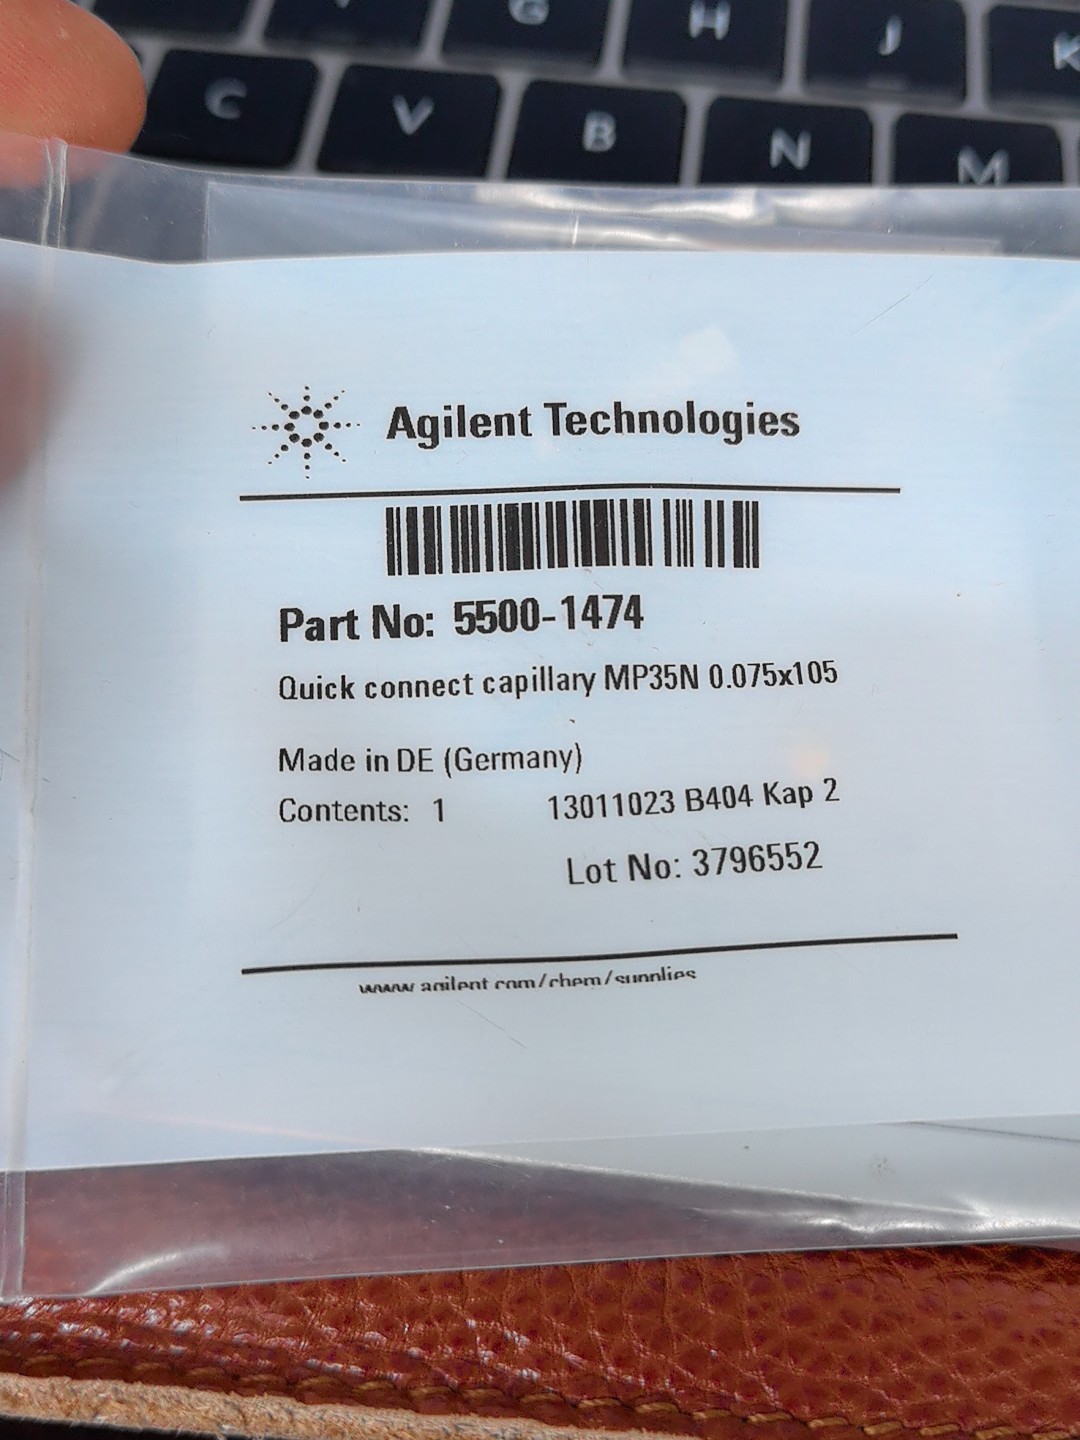 G H J K
C V B N M
Agilent Technologies
Part No: 5500-1474
Quick connect capillary MP35N 0.075x105
Made in DE (Germany)
Contents: 1 13011023 B404 Kap 2
Lot No: 3796552
www.agilent.com/chem/supplies